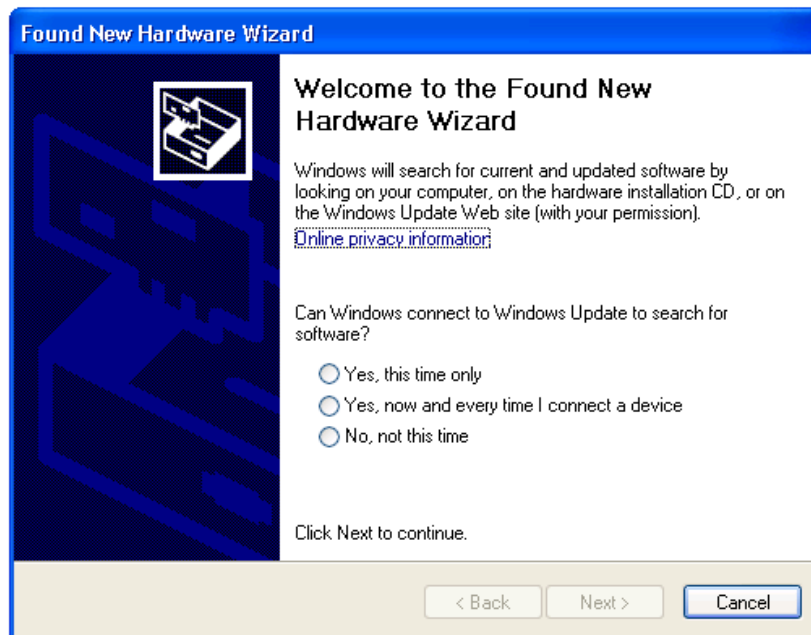 Found New Hardware Wizard
Welcome to the Found New
Hardware Wizard
Windows will search for current and updated software by
looking on your computer, on the hardware installation CD, or on
the Windows Update Web site (with your permission).
Online privacy information
Can Windows connect to Windows Update to search for
software?
Yes, this time only
Yes, now and every time I connect a device
No, not this time
Click Next to continue.
< Back
Next >
Cancel